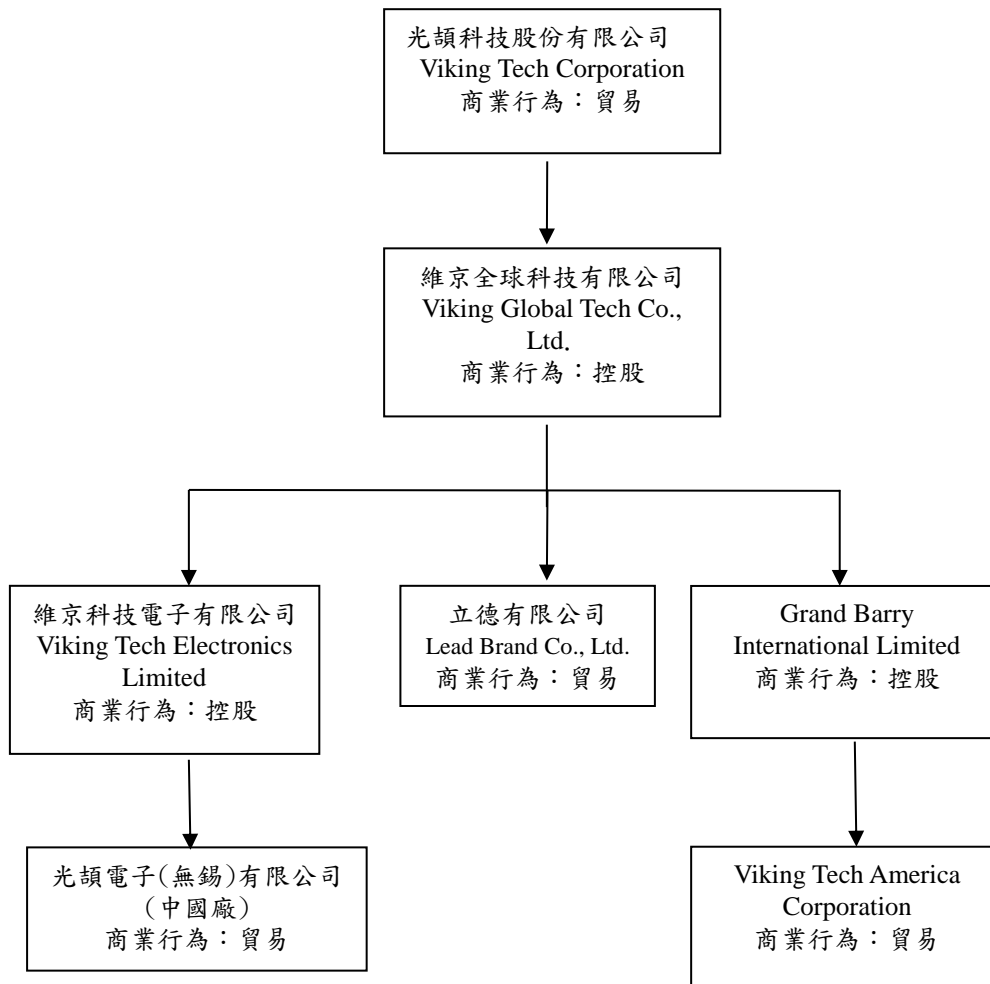 光頡科技股份有限公司
Viking Tech Corporation
商業行為：貿易
維京全球科技有限公司
Viking Global Tech Co.,
Ltd.
商業行為：控股
維京科技電子有限公司
Viking Tech Electronics
Limited
商業行為：控股
立德有限公司
Lead Brand Co., Ltd.
商業行為：貿易
Grand Barry
International Limited
商業行為：控股
光頡電子(無錫)有限公司
(中國廠)
商業行為：貿易
Viking Tech America
Corporation
商業行為：貿易